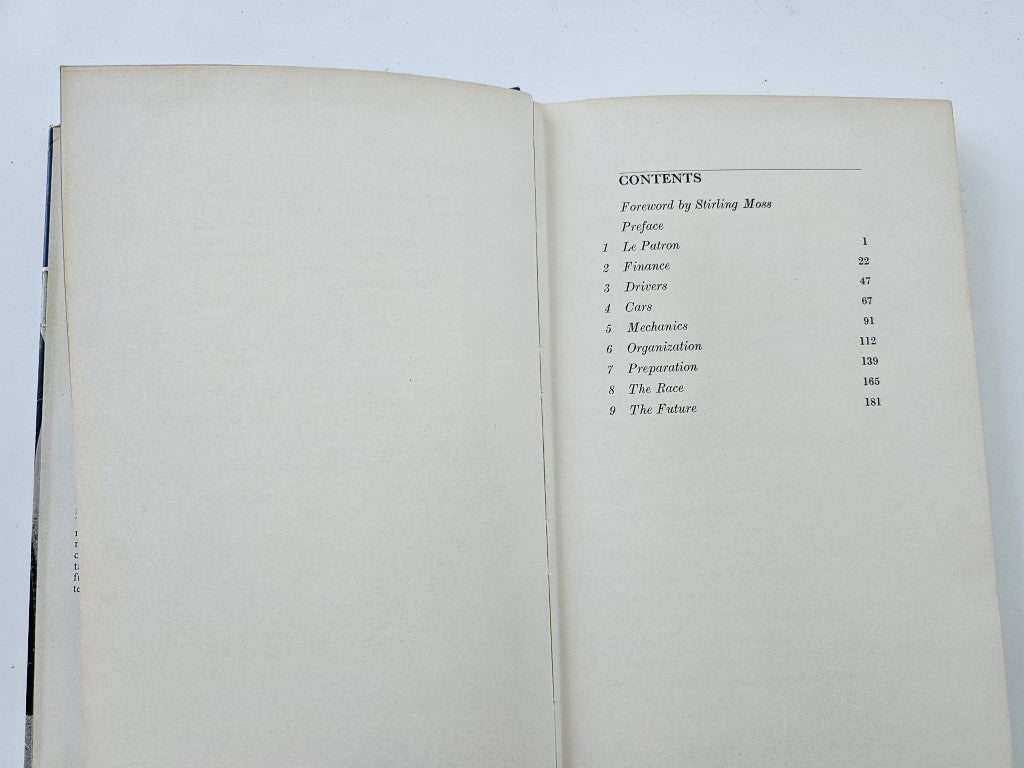 CONTENTS
Foreword by Stirling Moss
Preface
1 Le Patron 1
2 Finance 22
3 Drivers 47
4 Cars 67
5 Mechanics 91
6 Organization 112
7 Preparation 139
8 The Race 165
9 The Future 181